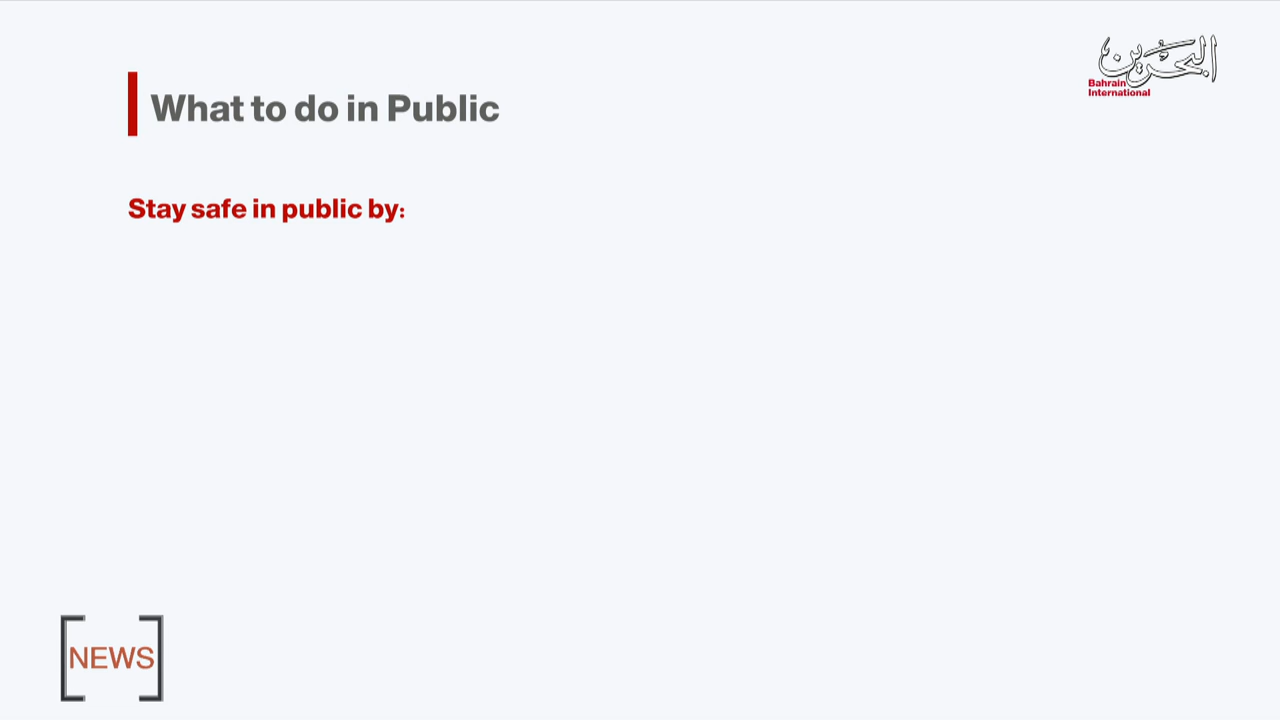 البحرين
Bahrain
International
What to do in Public
Stay safe in public by:
NEWS